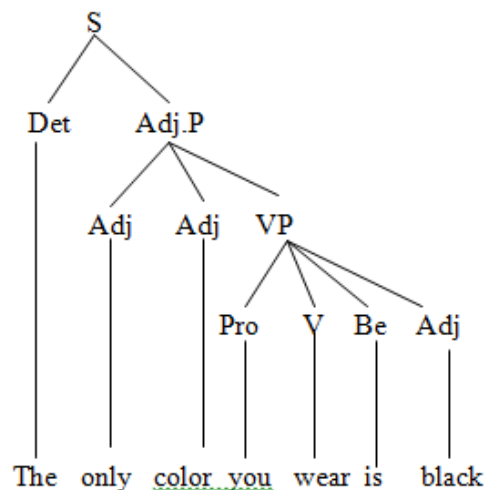 S
Det Adj.P
Adj Adj VP
Pro V Be Adj
The only color you wear is black